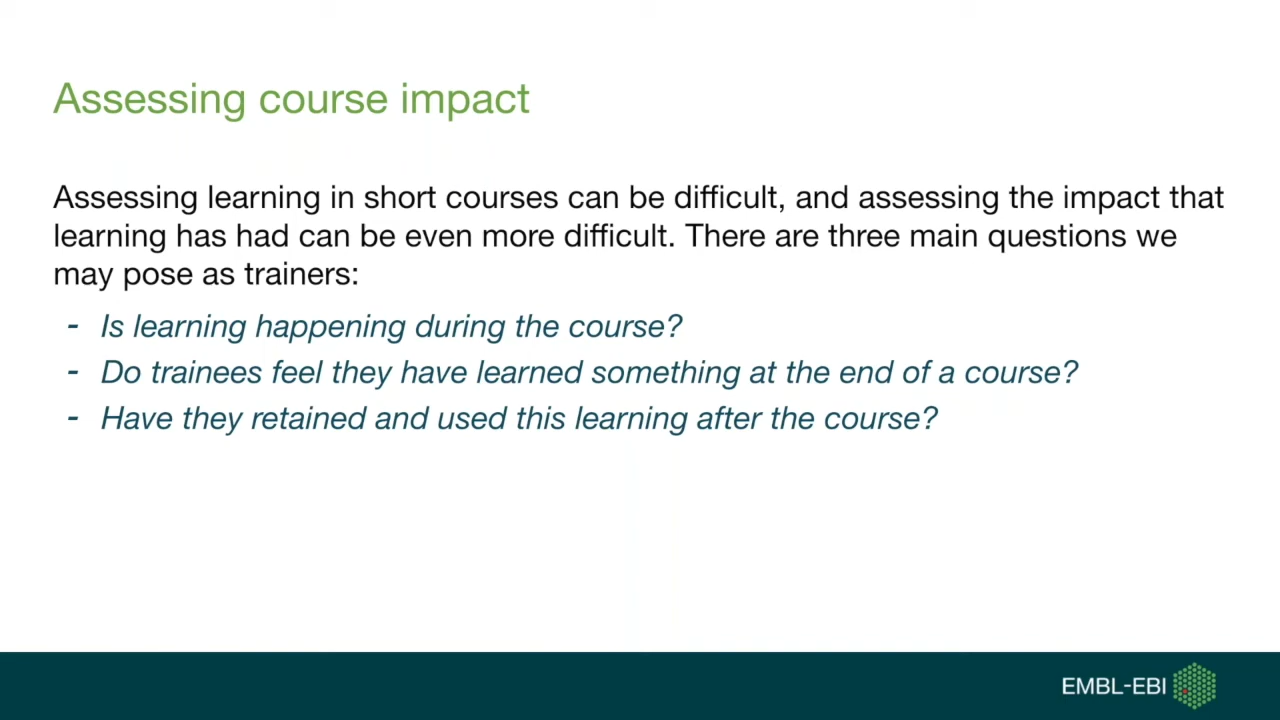 Assessing course impact
Assessing learning in short courses can be difficult, and assessing the impact that
learning has had can be even more difficult. There are three main questions we
may pose as trainers:
- Is learning happening during the course?
- Do trainees feel they have learned something at the end of a course?
- Have they retained and used this learning after the course?
EMBL-EBI